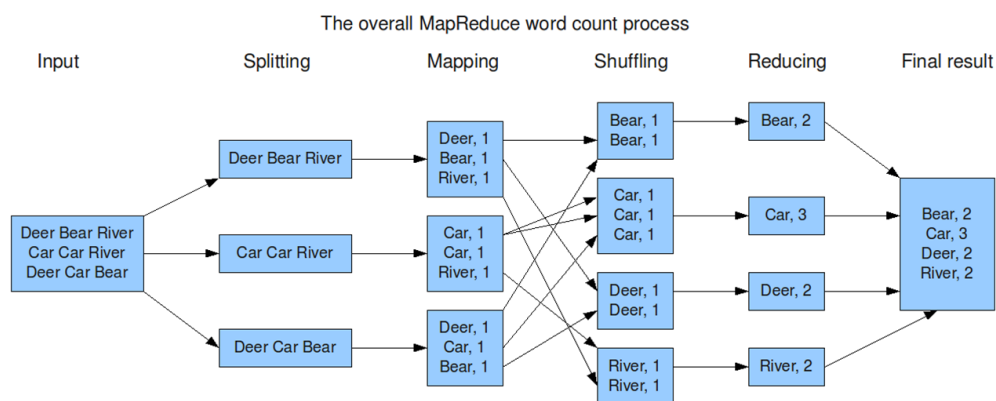 The overall MapReduce word count process
Input
Splitting
Mapping
Shuffling
Reducing
Final result
Deer Bear River
Car Car River
Deer Car Bear
Deer Bear River
Car Car River
Deer Car Bear
Deer, 1
Bear, 1
River, 1
Car, 1
Car, 1
River, 1
Deer, 1
Car, 1
Bear, 1
Bear, 1
Bear, 1
Car, 1
Car, 1
Car, 1
Deer, 1
Deer, 1
River, 1
River, 1
Bear, 2
Car, 3
Deer, 2
River, 2
Bear, 2
Car, 3
Deer, 2
River, 2